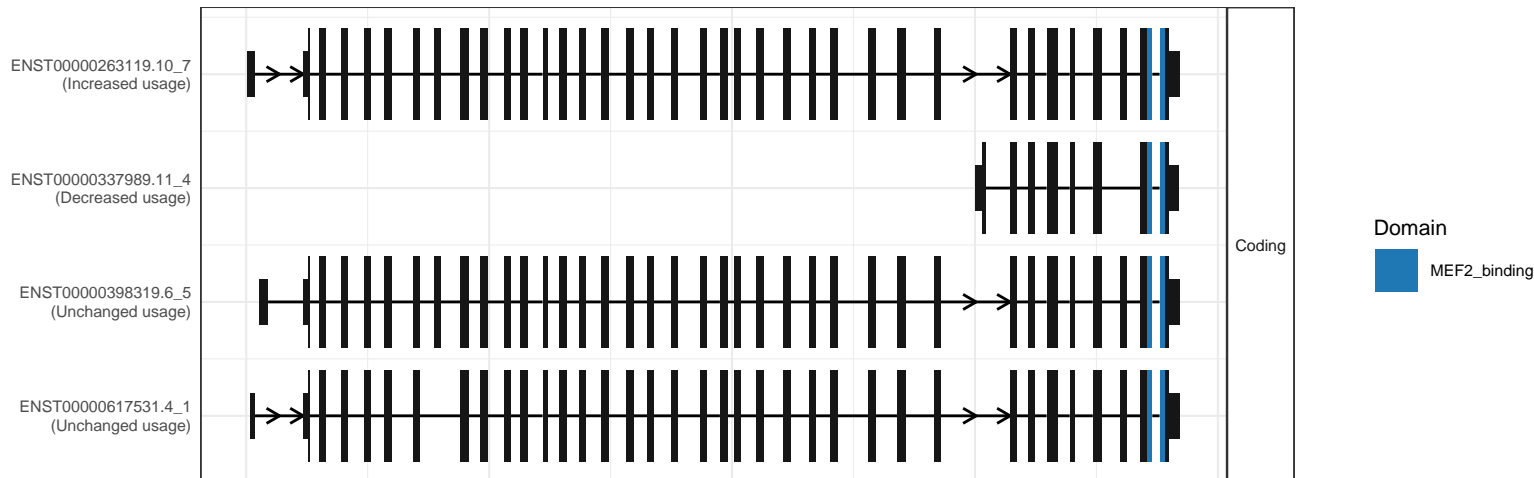 ENST00000263119.10_7
(Increased usage)
ENST00000337989.11_4
(Decreased usage)
ENST00000398319.6_5
(Unchanged usage)
ENST00000617531.4_1
(Unchanged usage)
Coding
Domain
MEF2_binding